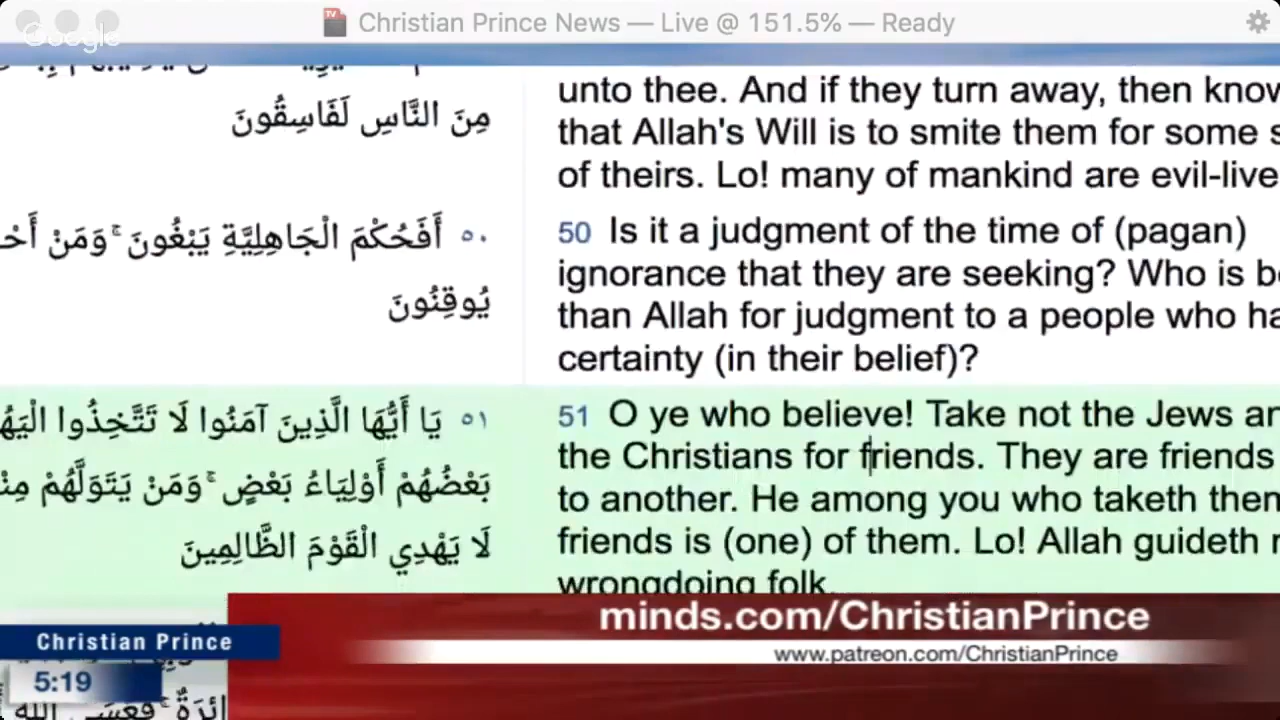 Christian Prince News — Live @ 151.5% — Ready
Google
مِنَ النَّاسِ لَفَاسِقُونَ
٥٠ أَفَحُكْمَ الْجَاهِلِيَّةِ يَبْغُونَ ۚ وَمَنْ أَحْ
يُوقِنُونَ
٥١ يَا أَيُّهَا الَّذِينَ آمَنُوا لَا تَتَّخِذُوا الْيَهُ
بَعْضُهُمْ أَوْلِيَاءُ بَعْضٍ ۚ وَمَنْ يَتَوَلَّهُمْ مِنْ
لَا يَهْدِي الْقَوْمَ الظَّالِمِينَ
unto thee. And if they turn away, then know
that Allah's Will is to smite them for some s
of theirs. Lo! many of mankind are evil-live
50 Is it a judgment of the time of (pagan)
ignorance that they are seeking? Who is be
than Allah for judgment to a people who ha
certainty (in their belief)?
51 O ye who believe! Take not the Jews an
the Christians for friends. They are friends
to another. He among you who taketh them
friends is (one) of them. Lo! Allah guideth n
wrongdoing folk.
minds.com/ChristianPrince
www.patreon.com/ChristianPrince
Christian Prince
5:19